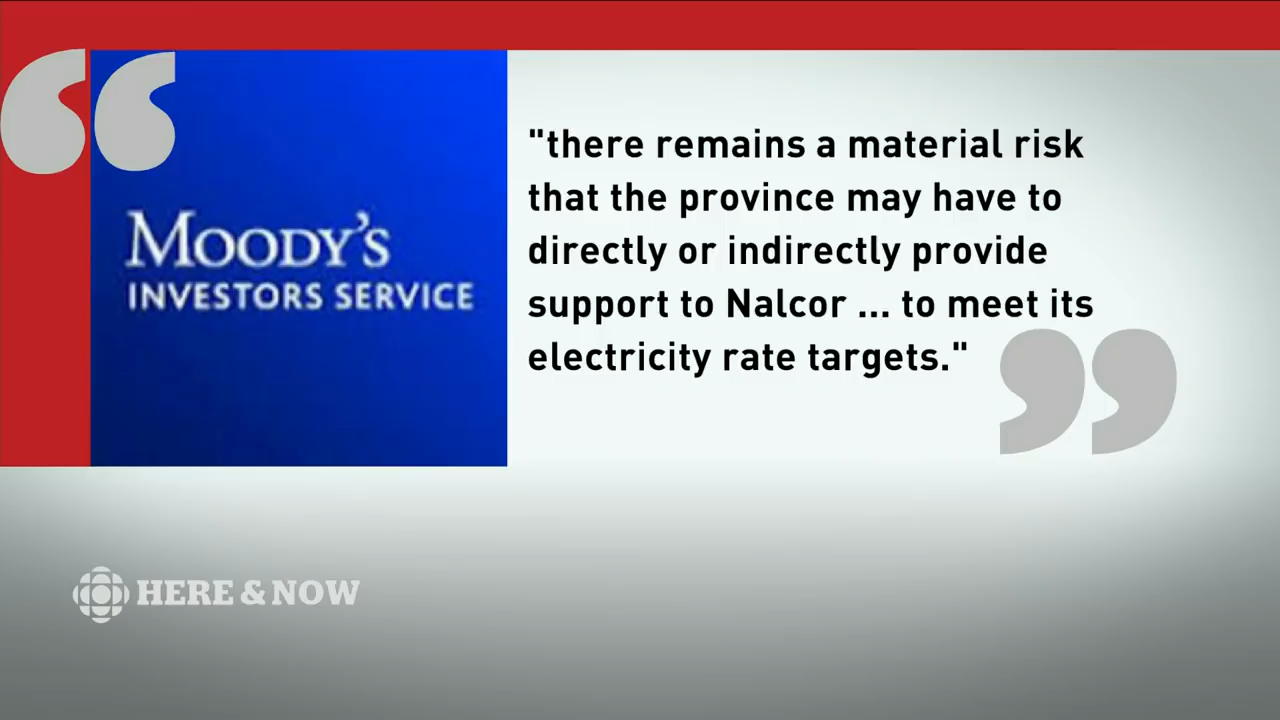 MOODY'S
INVESTORS SERVICE
"there remains a material risk
that the province may have to
directly or indirectly provide
support to Nalcor ... to meet its
electricity rate targets."
HERE & NOW